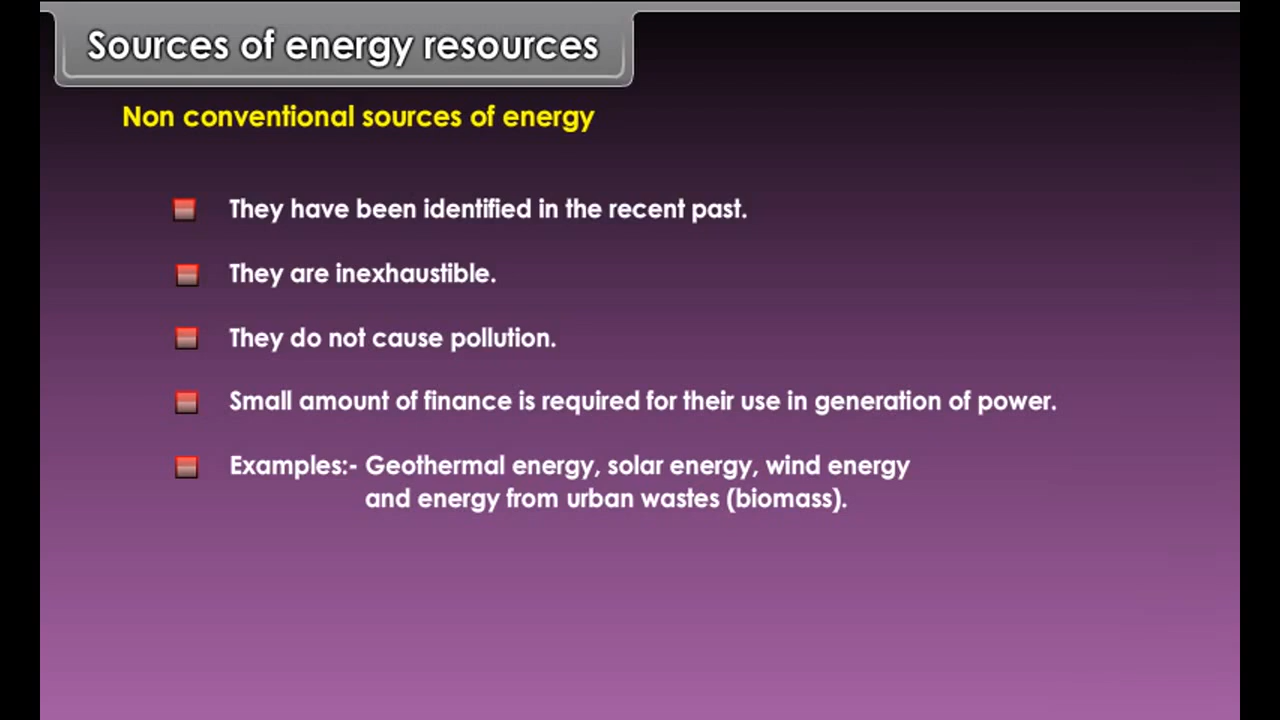 Sources of energy resources
Non conventional sources of energy
They have been identified in the recent past.
They are inexhaustible.
They do not cause pollution.
Small amount of finance is required for their use in generation of power.
Examples:- Geothermal energy, solar energy, wind energy
and energy from urban wastes (biomass).